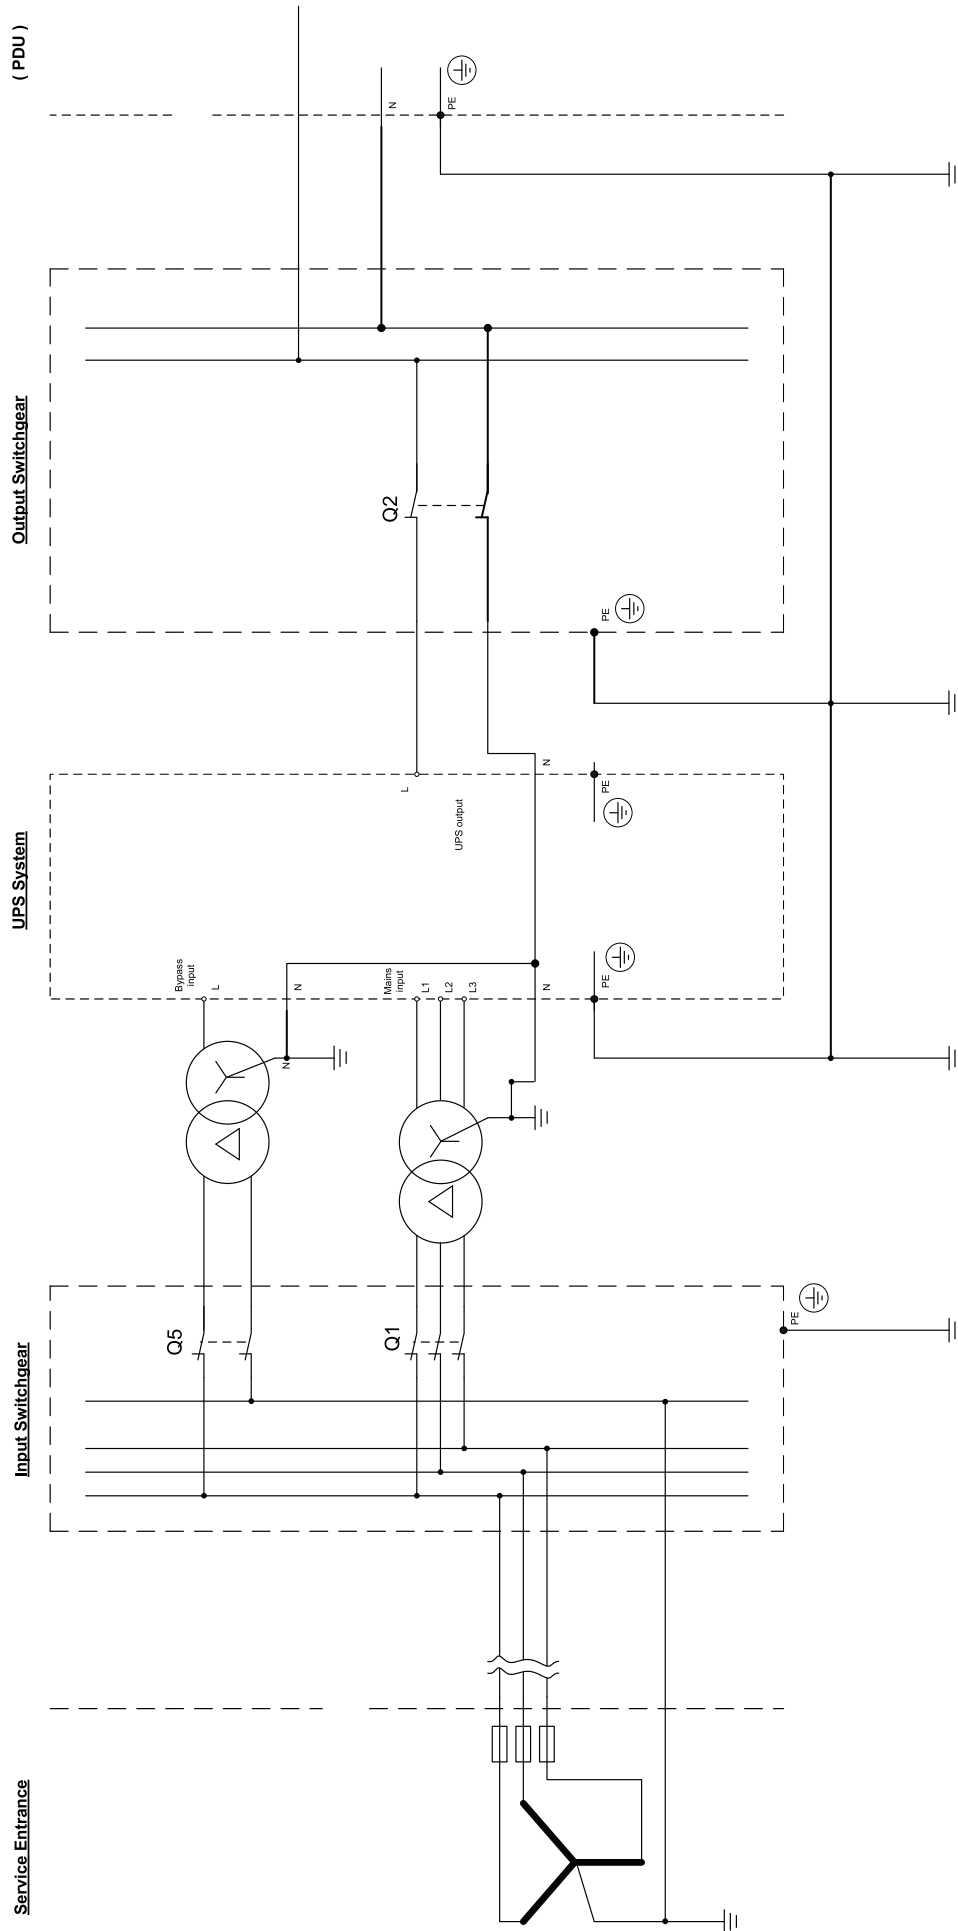 Service Entrance
Input Switchgear
Q5
Q1
PE
N
UPS System
Bypass
input
L
N
Mains
input
L1
L2
L3
N
PE
L
UPS output
N
PE
Output Switchgear
Q2
PE
( PDU )
N
PE